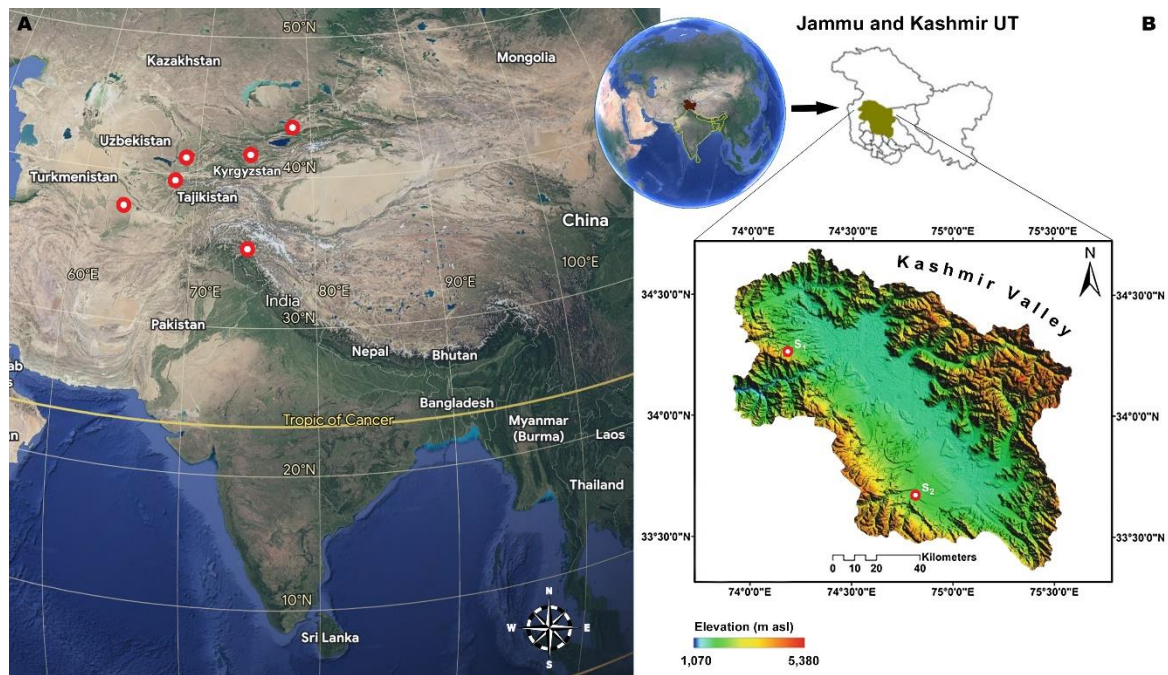 A
50°N
Kazakhstan
Mongolia
Uzbekistan
Kyrgyzstan
40°N
Turkmenistan
Tajikistan
China
60°E
70°E
80°E
90°E
100°E
India
30°N
Pakistan
Nepal
Bhutan
Bangladesh
Tropic of Cancer
Myanmar
(Burma)
Laos
20°N
Thailand
10°N
Sri Lanka
N
W
E
S
Jammu and Kashmir UT
B
74°0'0"E
74°30'0"E
75°0'0"E
75°30'0"E
Kashmir Valley
N
34°30'0"N
34°30'0"N
S
34°0'0"N
34°0'0"N
S2
33°30'0"N
33°30'0"N
Kilometers
0 10 20 40
74°0'0"E
74°30'0"E
75°0'0"E
75°30'0"E
Elevation (m asl)
1,070
5,380